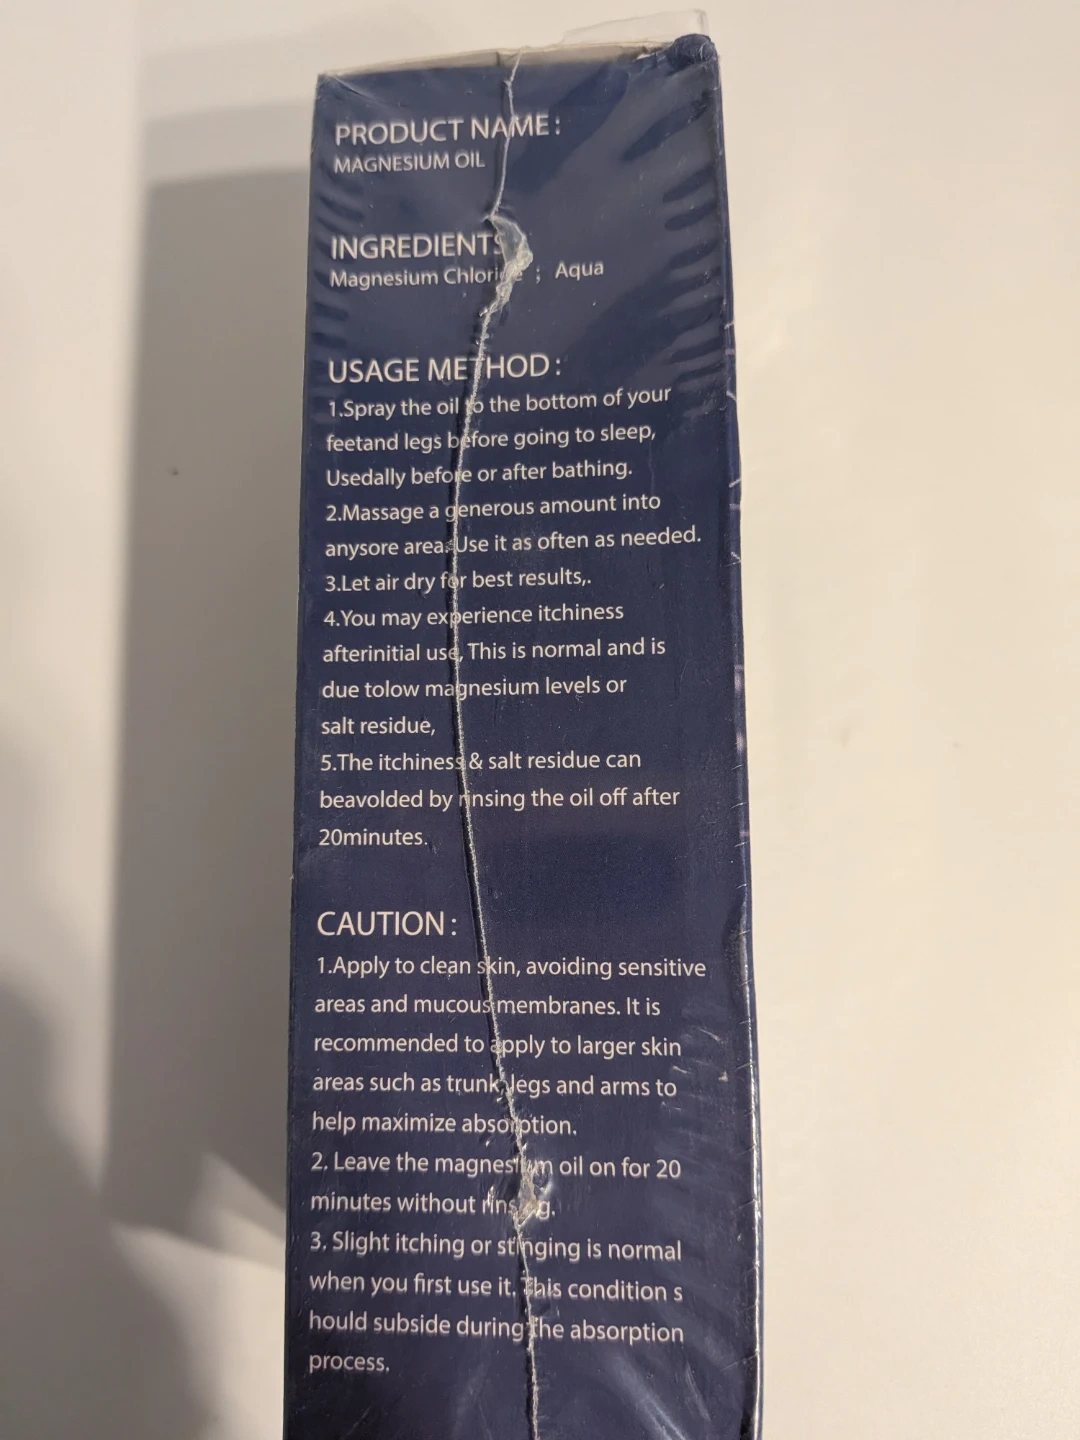 PRODUCT NAME:
MAGNESIUM OIL
INGREDIENTS
Magnesium Chloride ; Aqua
USAGE METHOD:
1.Spray the oil to the bottom of your
feetand legs before going to sleep,
Usedally before or after bathing.
2.Massage a generous amount into
anysore area. Use it as often as needed.
3.Let air dry for best results,.
4.You may experience itchiness
afterinitial use, This is normal and is
due tolow magnesium levels or
salt residue,
5.The itchiness & salt residue can
beavolded by rinsing the oil off after
20minutes.
CAUTION:
1.Apply to clean skin, avoiding sensitive
areas and mucous membranes. It is
recommended to apply to larger skin
areas such as trunk, legs and arms to
help maximize absorption.
2. Leave the magnesium oil on for 20
minutes without rinsing.
3. Slight itching or stinging is normal
when you first use it. This condition s
hould subside during the absorption
process.